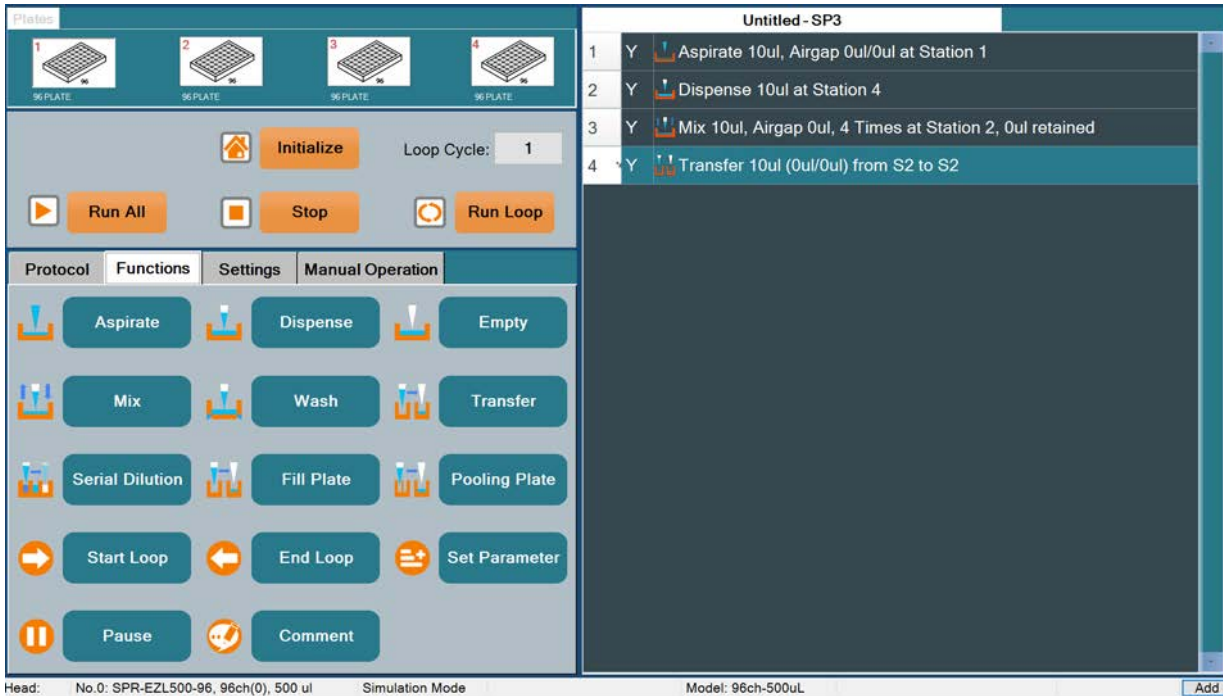 Plates
Untitled - SP3
1 2 3 4
96 96 96 96
96 PLATE 96 PLATE 96 PLATE 96 PLATE
1 Y Aspirate 10ul, Airgap 0ul/0ul at Station 1
2 Y Dispense 10ul at Station 4
3 Y Mix 10ul, Airgap 0ul, 4 Times at Station 2, 0ul retained
4 Y Transfer 10ul (0ul/0ul) from S2 to S2
Initialize Loop Cycle: 1
Run All Stop Run Loop
Protocol Functions Settings Manual Operation
Aspirate Dispense Empty
Mix Wash Transfer
Serial Dilution Fill Plate Pooling Plate
Start Loop End Loop Set Parameter
Pause Comment
Head: No.0: SPR-EZL500-96, 96ch(0), 500 ul Simulation Mode Model: 96ch-500uL Add